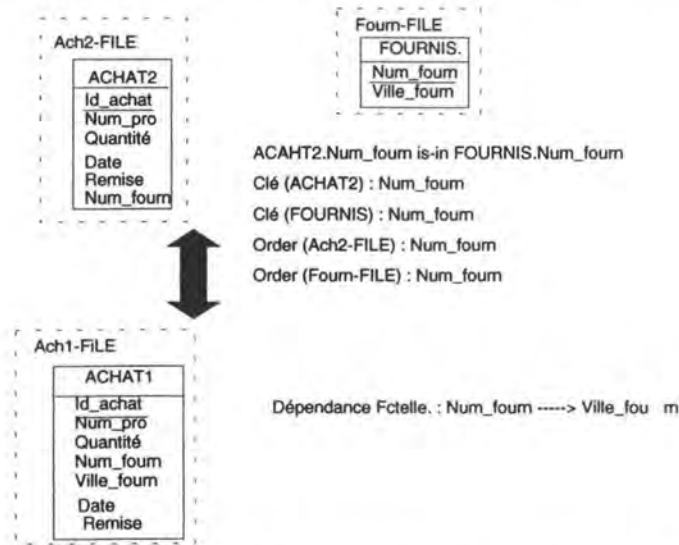 Ach2-FILE
ACHAT2
Id_achat
Num_pro
Quantité
Date
Remise
Num_fourn
Fourn-FILE
FOURNIS.
Num_fourn
Ville_fourn
ACAHT2.Num_fourn is-in FOURNIS.Num_fourn
Clé (ACHAT2) : Num_fourn
Clé (FOURNIS) : Num_fourn
Order (Ach2-FILE) : Num_fourn
Order (Fourn-FILE) : Num_fourn
Ach1-FiLE
ACHAT1
Id_achat
Num_pro
Quantité
Num_fourn
Ville_fourn
Date
Remise
Dépendance Fctelle. : Num_fourn -----> Ville_fou rn